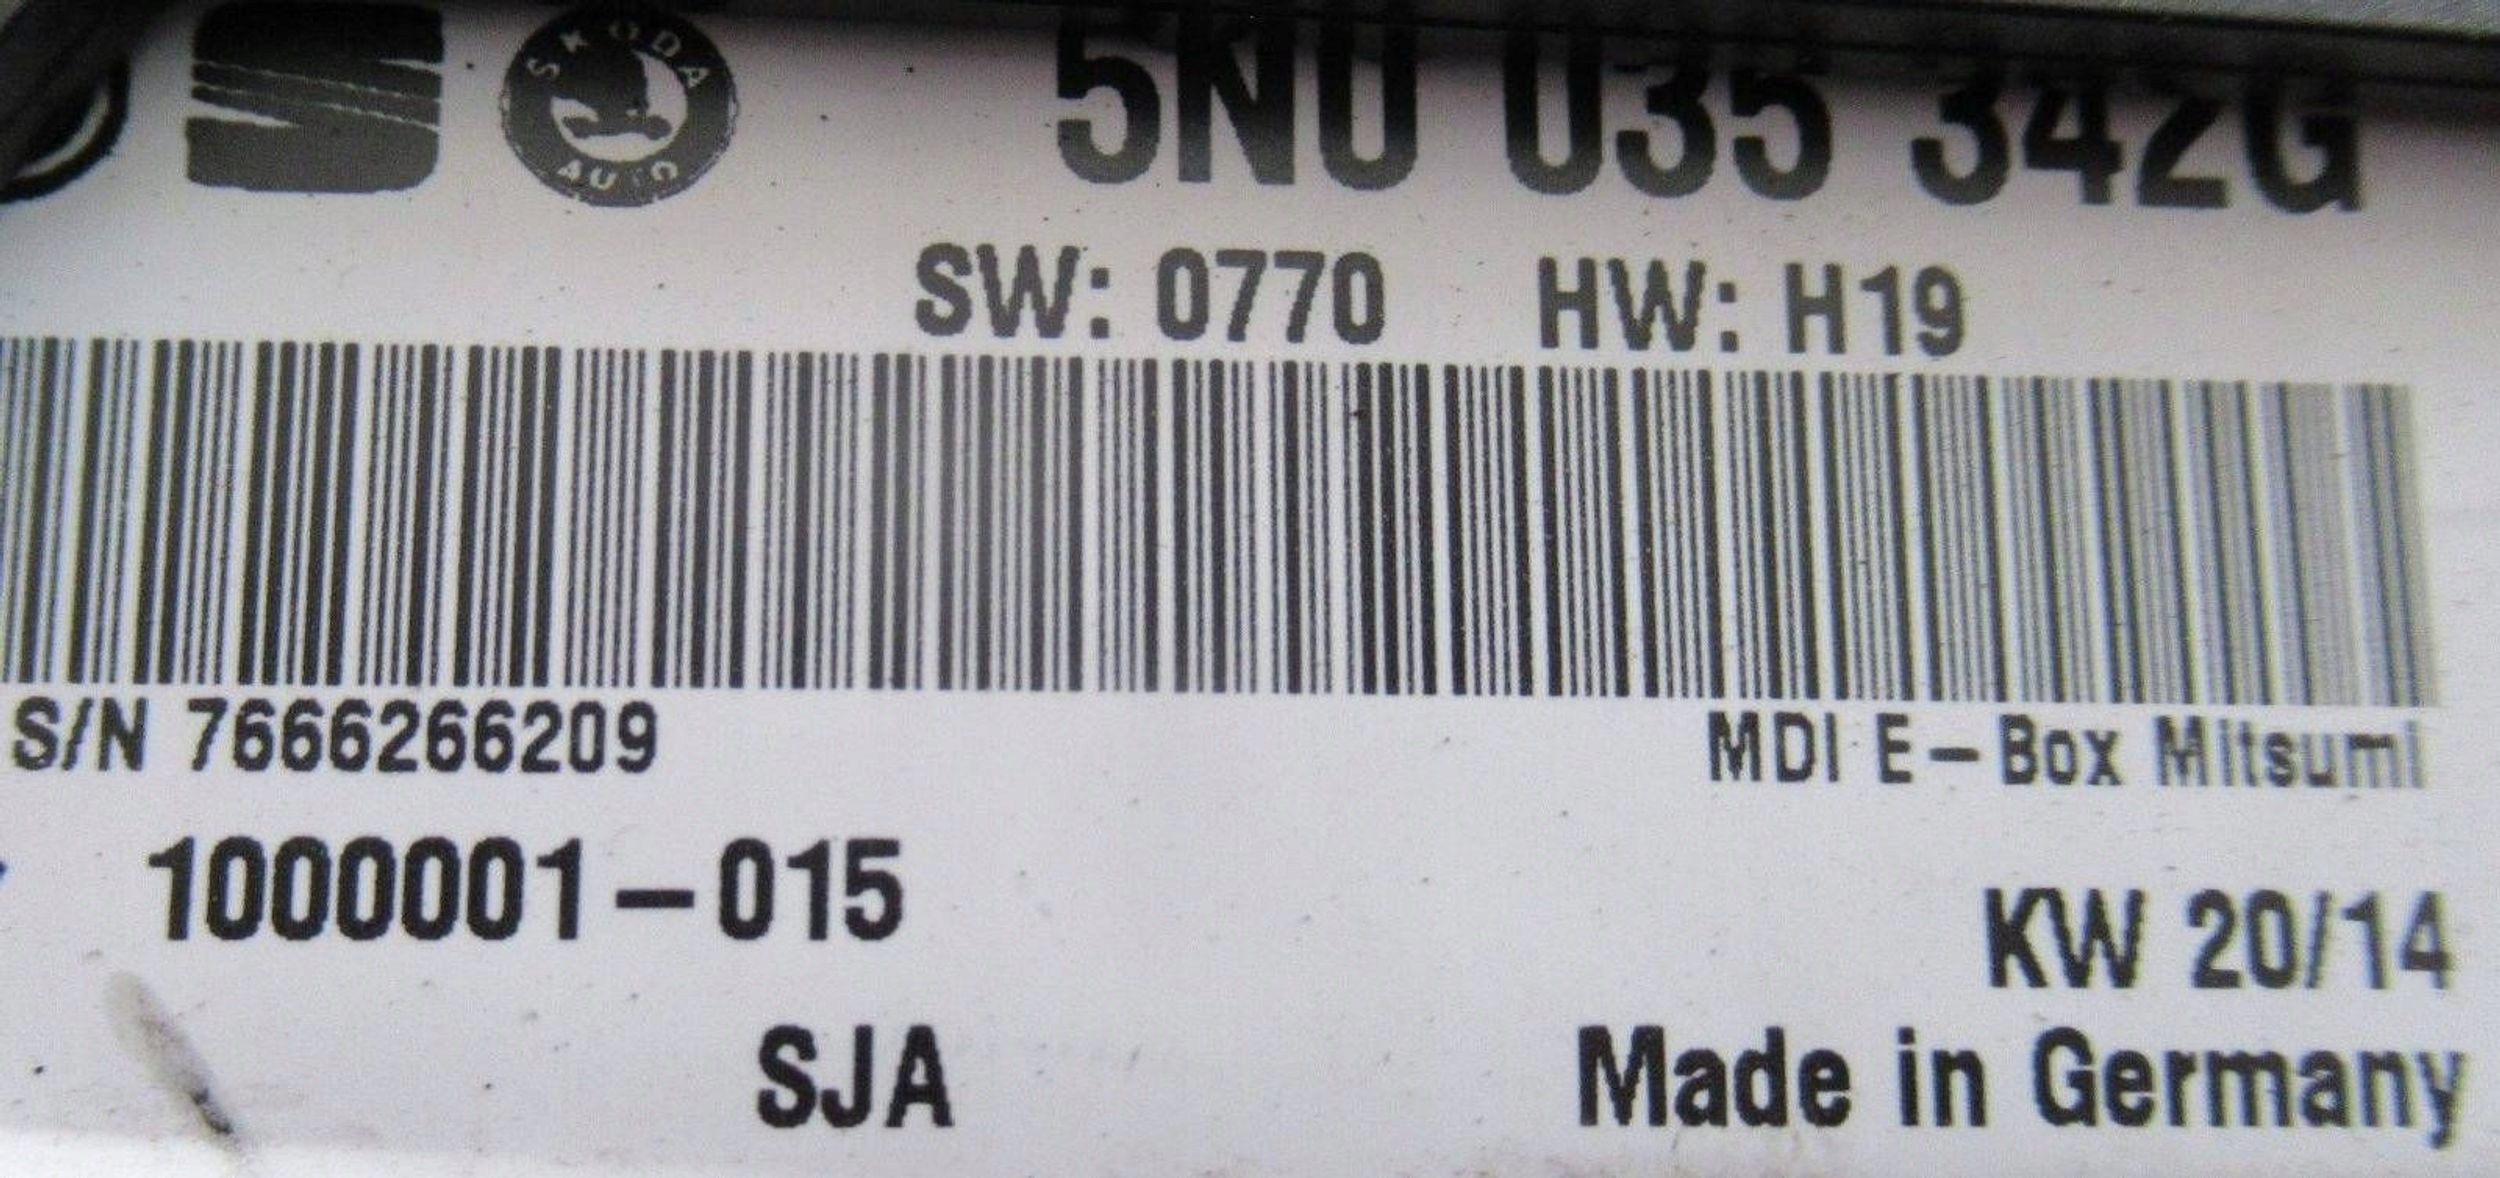 SKODA
AUTO
5N0 035 342G
SW: 0770 HW: H19
S/N 7666266209
MDI E-Box Mitsumi
1000001-015
KW 20/14
SJA
Made in Germany